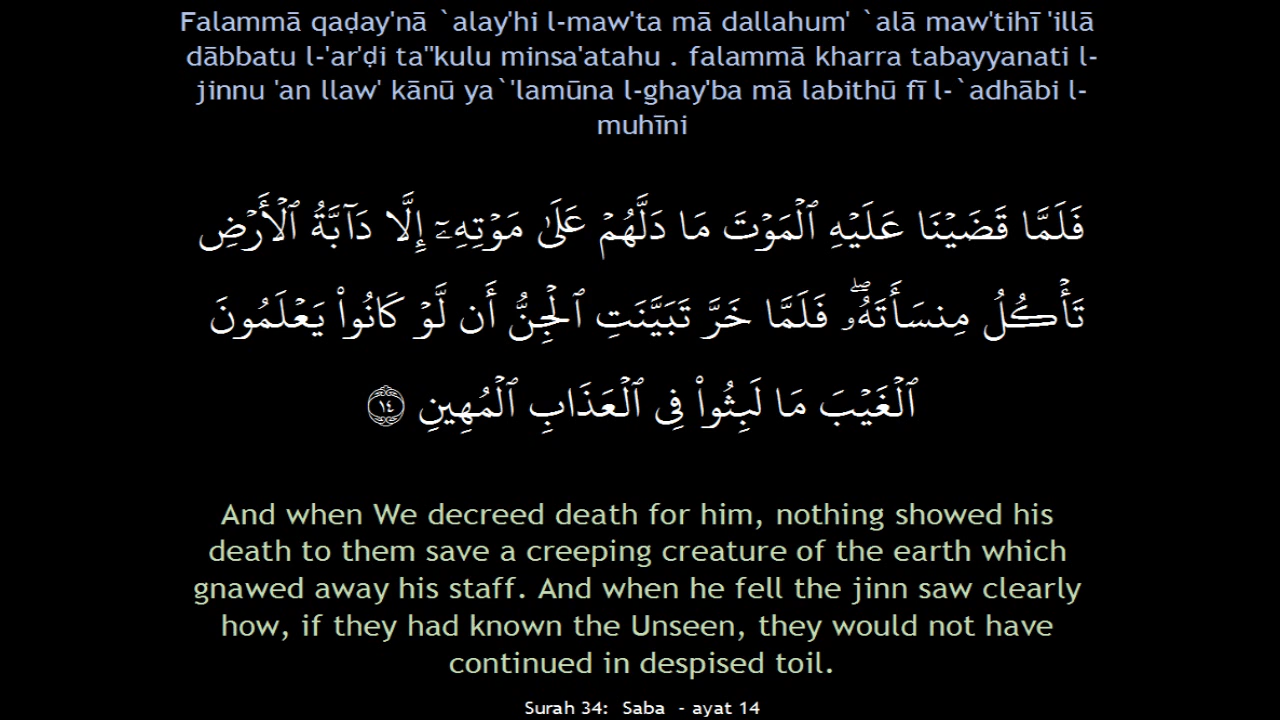 Falammā qaḍay'nā `alay'hi l-maw'ta mā dallahum' `alā maw'tihī 'illā
dābbatu l-'ar'ḍi ta''kulu minsa'atahu . falammā kharra tabayyanati l-
jinnu 'an llaw' kānū ya`'lamūna l-ghay'ba mā labithū fī l-`adhābi l-
muhīni
فَلَمَّا قَضَيْنَا عَلَيْهِ ٱلْمَوْتَ مَا دَلَّهُمْ عَلَىٰ مَوْتِهِۦٓ إِلَّا دَآبَّةُ ٱلْأَرْضِ
تَأْكُلُ مِنسَأَتَهُۥ ۖ فَلَمَّا خَرَّ تَبَيَّنَتِ ٱلْجِنُّ أَن لَّوْ كَانُوا۟ يَعْلَمُونَ
ٱلْغَيْبَ مَا لَبِثُوا۟ فِى ٱلْعَذَابِ ٱلْمُهِينِ ١٤
And when We decreed death for him, nothing showed his
death to them save a creeping creature of the earth which
gnawed away his staff. And when he fell the jinn saw clearly
how, if they had known the Unseen, they would not have
continued in despised toil.
Surah 34: Saba - ayat 14